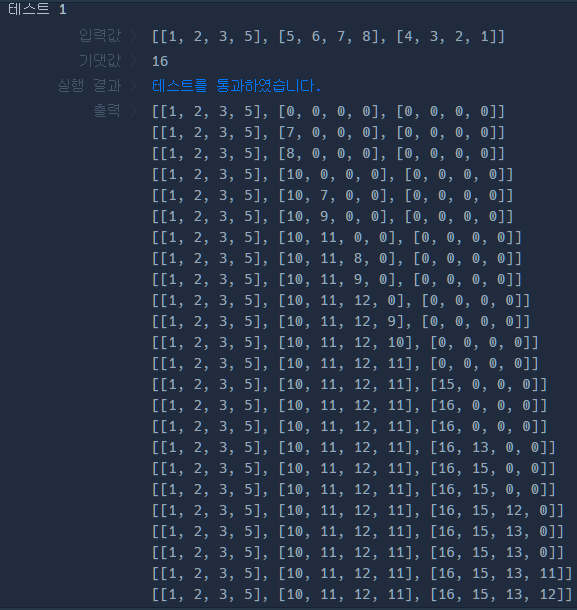 테스트 1
입력값 〉 [[1, 2, 3, 5], [5, 6, 7, 8], [4, 3, 2, 1]]
기댓값 〉 16
실행 결과 〉 테스트를 통과하였습니다.
출력 〉 [[1, 2, 3, 5], [0, 0, 0, 0], [0, 0, 0, 0]]
[[1, 2, 3, 5], [7, 0, 0, 0], [0, 0, 0, 0]]
[[1, 2, 3, 5], [8, 0, 0, 0], [0, 0, 0, 0]]
[[1, 2, 3, 5], [10, 0, 0, 0], [0, 0, 0, 0]]
[[1, 2, 3, 5], [10, 7, 0, 0], [0, 0, 0, 0]]
[[1, 2, 3, 5], [10, 9, 0, 0], [0, 0, 0, 0]]
[[1, 2, 3, 5], [10, 11, 0, 0], [0, 0, 0, 0]]
[[1, 2, 3, 5], [10, 11, 8, 0], [0, 0, 0, 0]]
[[1, 2, 3, 5], [10, 11, 9, 0], [0, 0, 0, 0]]
[[1, 2, 3, 5], [10, 11, 12, 0], [0, 0, 0, 0]]
[[1, 2, 3, 5], [10, 11, 12, 9], [0, 0, 0, 0]]
[[1, 2, 3, 5], [10, 11, 12, 10], [0, 0, 0, 0]]
[[1, 2, 3, 5], [10, 11, 12, 11], [0, 0, 0, 0]]
[[1, 2, 3, 5], [10, 11, 12, 11], [15, 0, 0, 0]]
[[1, 2, 3, 5], [10, 11, 12, 11], [16, 0, 0, 0]]
[[1, 2, 3, 5], [10, 11, 12, 11], [16, 0, 0, 0]]
[[1, 2, 3, 5], [10, 11, 12, 11], [16, 13, 0, 0]]
[[1, 2, 3, 5], [10, 11, 12, 11], [16, 15, 0, 0]]
[[1, 2, 3, 5], [10, 11, 12, 11], [16, 15, 0, 0]]
[[1, 2, 3, 5], [10, 11, 12, 11], [16, 15, 12, 0]]
[[1, 2, 3, 5], [10, 11, 12, 11], [16, 15, 13, 0]]
[[1, 2, 3, 5], [10, 11, 12, 11], [16, 15, 13, 0]]
[[1, 2, 3, 5], [10, 11, 12, 11], [16, 15, 13, 11]]
[[1, 2, 3, 5], [10, 11, 12, 11], [16, 15, 13, 12]]